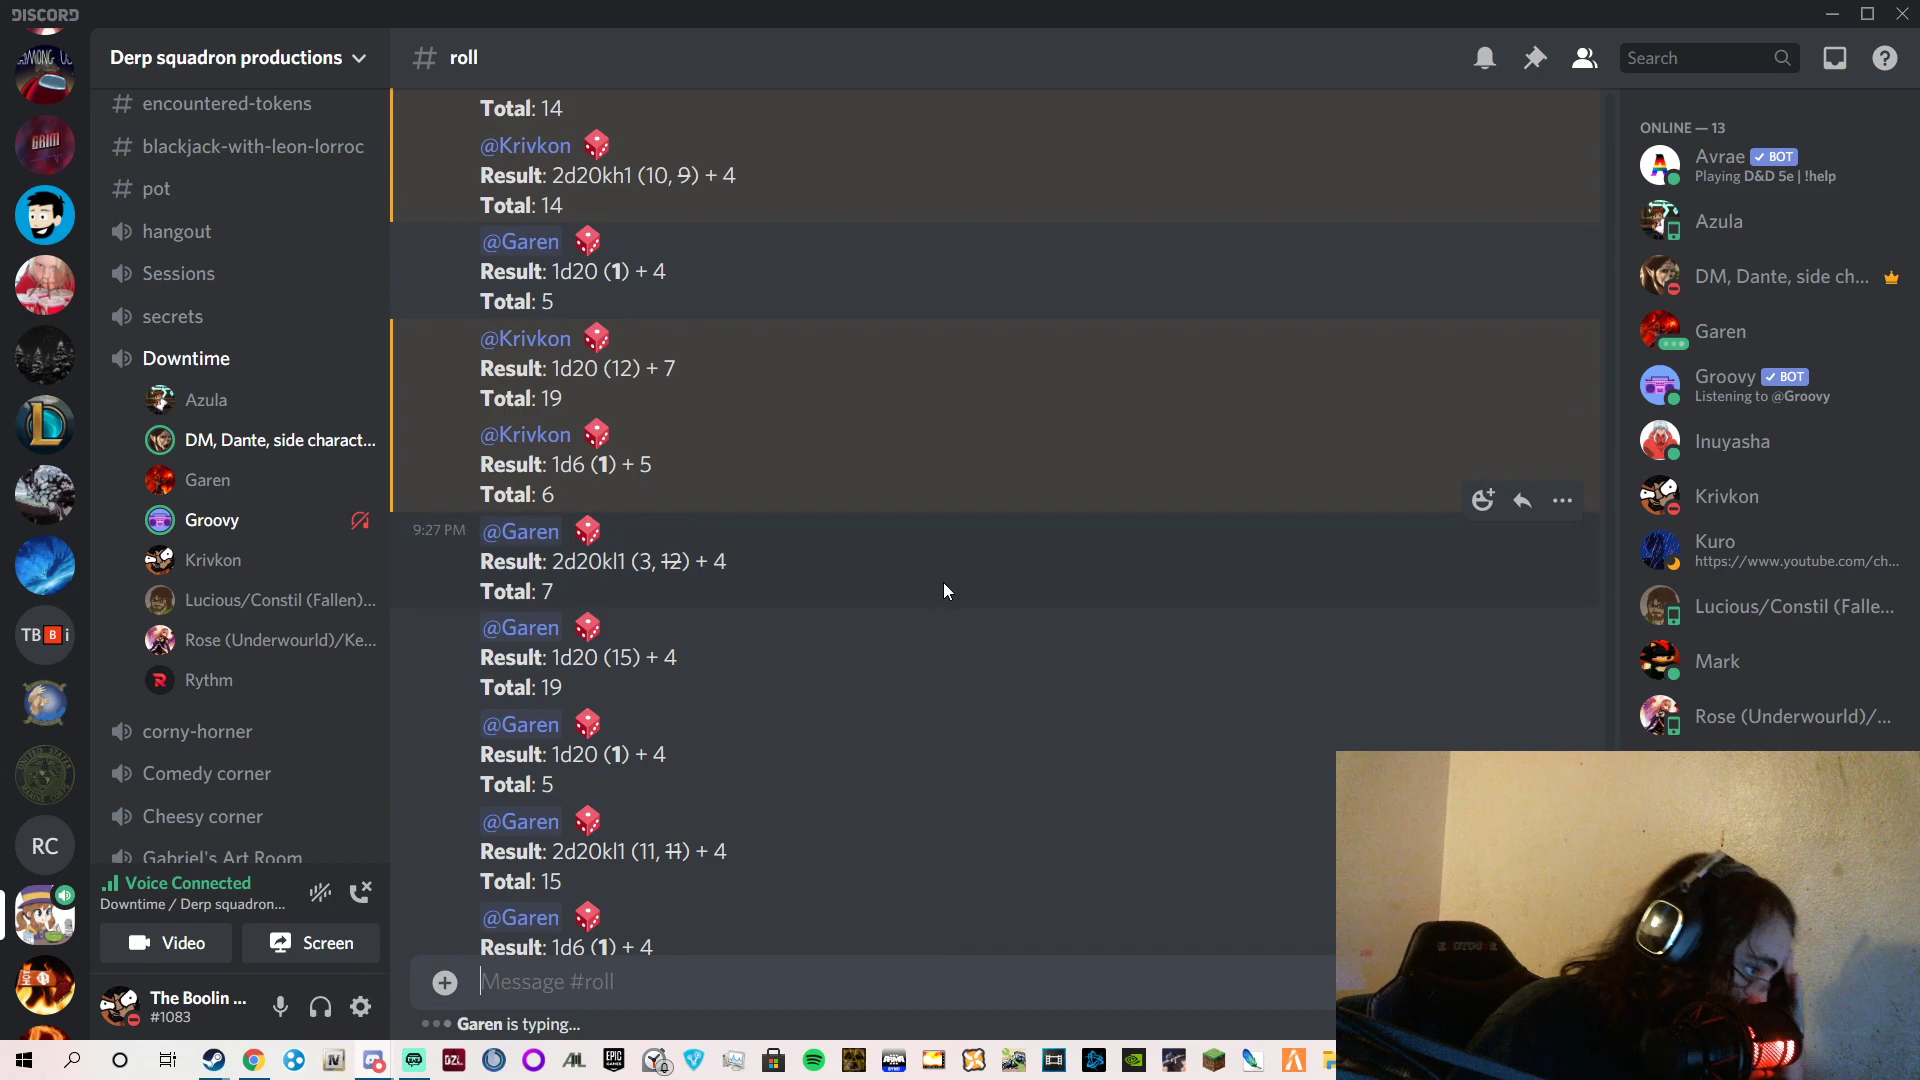 DISCORD
Derp squadron productions
# roll
Search
encountered-tokens
blackjack-with-leon-lorroc
pot
hangout
Sessions
secrets
Downtime
Azula
DM, Dante, side charact...
Garen
Groovy
Krivkon
Lucious/Constil (Fallen)...
Rose (Underwourld)/Ke...
Rythm
corny-horner
Comedy corner
Cheesy corner
Gabriel's Art Room
Voice Connected
Downtime / Derp squadron...
Video
Screen
The Boolin ...
#1083
AMONG US
GRIM
TB B i
RC
Total: 14
@Krivkon
Result: 2d20kh1 (10, 9) + 4
Total: 14
@Garen
Result: 1d20 (1) + 4
Total: 5
@Krivkon
Result: 1d20 (12) + 7
Total: 19
@Krivkon
Result: 1d6 (1) + 5
Total: 6
9:27 PM @Garen
Result: 2d20kl1 (3, 12) + 4
Total: 7
@Garen
Result: 1d20 (15) + 4
Total: 19
@Garen
Result: 1d20 (1) + 4
Total: 5
@Garen
Result: 2d20kl1 (11, 11) + 4
Total: 15
@Garen
Result: 1d6 (1) + 4
Message #roll
Garen is typing...
ONLINE — 13
Avrae BOT
Playing D&D 5e | !help
Azula
DM, Dante, side ch...
Garen
Groovy BOT
Listening to @Groovy
Inuyasha
Krivkon
Kuro
https://www.youtube.com/ch...
Lucious/Constil (Falle...
Mark
Rose (Underwourld)/...
DZL
AIL
EPIC GAMES